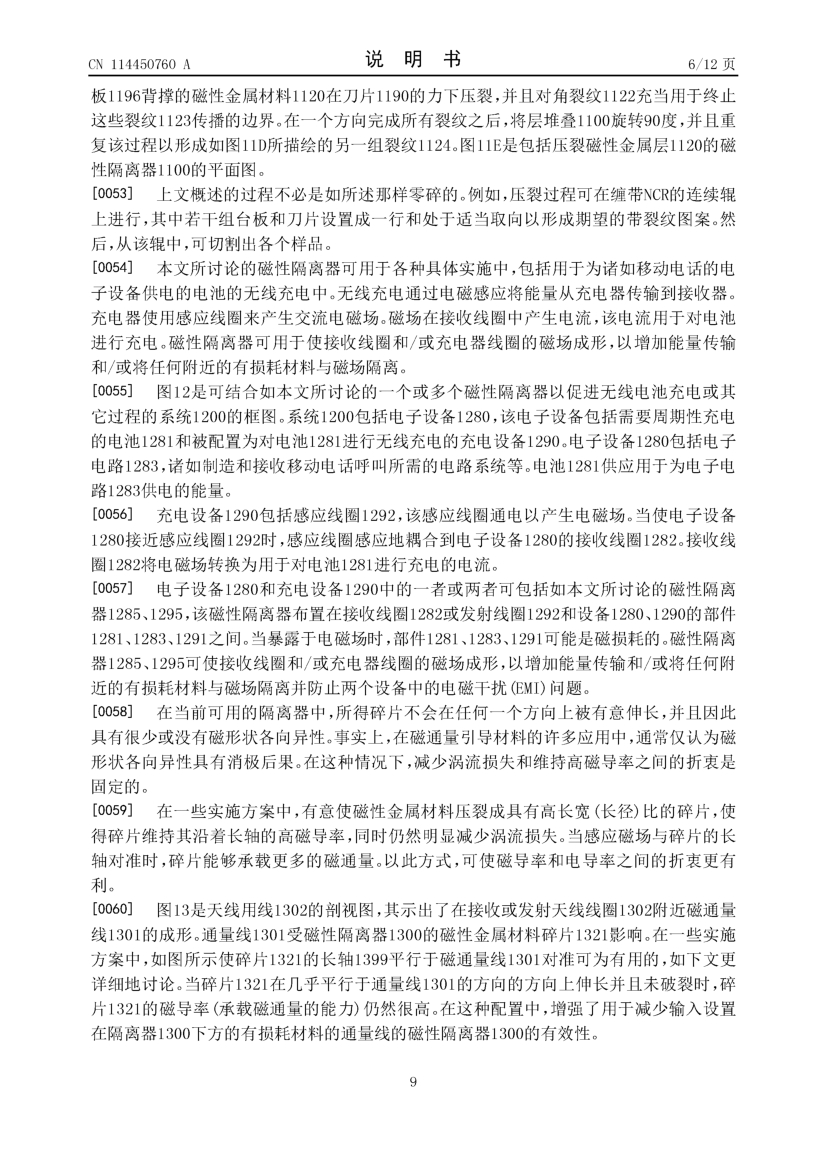 CN 114450760 A
说 明 书
6/12 页
板1196背撑的磁性金属材料1120在刀片1190的力下压裂,并且对角裂纹1122充当用于终止
这些裂纹1123传播的边界。在一个方向完成所有裂纹之后,将层堆叠1100旋转90度,并且重
复该过程以形成如图11D所描绘的另一组裂纹1124。图11E是包括压裂磁性金属层1120的磁
性隔离器1100的平面图。
[0053] 上文概述的过程不必是如所述那样零碎的。例如,压裂过程可在缠带NCR的连续辊
上进行,其中若干组台板和刀片设置成一行和处于适当取向以形成期望的带裂纹图案。然
后,从该辊中,可切割出各个样品。
[0054] 本文所讨论的磁性隔离器可用于各种具体实施中,包括用于为诸如移动电话的电
子设备供电的电池的无线充电中。无线充电通过电磁感应将能量从充电器传输到接收器。
充电器使用感应线圈来产生交流电磁场。磁场在接收线圈中产生电流,该电流用于对电池
进行充电。磁性隔离器可用于使接收线圈和/或充电器线圈的磁场成形,以增加能量传输
和/或将任何附近的有损耗材料与磁场隔离。
[0055] 图12是可结合如本文所讨论的一个或多个磁性隔离器以促进无线电池充电或其
它过程的系统1200的框图。系统1200包括电子设备1280,该电子设备包括需要周期性充电
的电池1281和被配置为对电池1281进行无线充电的充电设备1290。电子设备1280包括电子
电路1283,诸如制造和接收移动电话呼叫所需的电路系统等。电池1281供应用于为电子电
路1283供电的能量。
[0056] 充电设备1290包括感应线圈1292,该感应线圈通电以产生电磁场。当使电子设备
1280接近感应线圈1292时,感应线圈感应地耦合到电子设备1280的接收线圈1282。接收线
圈1282将电磁场转换为用于对电池1281进行充电的电流。
[0057] 电子设备1280和充电设备1290中的一者或两者可包括如本文所讨论的磁性隔离
器1285、1295,该磁性隔离器布置在接收线圈1282或发射线圈1292和设备1280、1290的部件
1281、1283、1291之间。当暴露于电磁场时,部件1281、1283、1291可能是磁损耗的。磁性隔离
器1285、1295可使接收线圈和/或充电器线圈的磁场成形,以增加能量传输和/或将任何附
近的有损耗材料与磁场隔离并防止两个设备中的电磁干扰(EMI)问题。
[0058] 在当前可用的隔离器中,所得碎片不会在任何一个方向上被有意伸长,并且因此
具有很少或没有磁形状各向异性。事实上,在磁通量引导材料的许多应用中,通常仅认为磁
形状各向异性具有消极后果。在这种情况下,减少涡流损失和维持高磁导率之间的折衷是
固定的。
[0059] 在一些实施方案中,有意使磁性金属材料压裂成具有高长宽(长径)比的碎片,使
得碎片维持其沿着长轴的高磁导率,同时仍然明显减少涡流损失。当感应磁场与碎片的长
轴对准时,碎片能够承载更多的磁通量。以此方式,可使磁导率和电导率之间的折衷更有
利。
[0060] 图13是天线用线1302的剖视图,其示出了在接收或发射天线线圈1302附近磁通量
线1301的成形。通量线1301受磁性隔离器1300的磁性金属材料碎片1321影响。在一些实施
方案中,如图所示使碎片1321的长轴1399平行于磁通量线1301对准可为有用的,如下文更
详细地讨论。当碎片1321在几乎平行于通量线1301的方向的方向上伸长并且未破裂时,碎
片1321的磁导率(承载磁通量的能力)仍然很高。在这种配置中,增强了用于减少输入设置
在隔离器1300下方的有损耗材料的通量线的磁性隔离器1300的有效性。
9